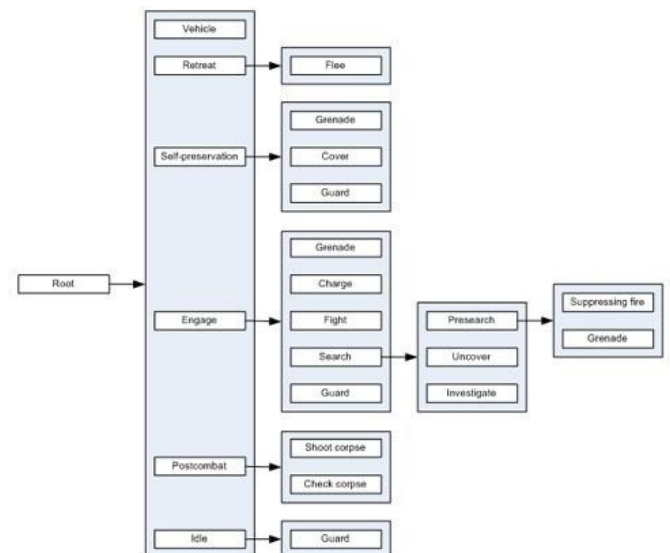 Vehicle
Retreat
Flee
Grenade
Self-preservation
Cover
Guard
Grenade
Charge
Root
Engage
Fight
Presearch
Suppressing fire
Search
Uncover
Grenade
Guard
Investigate
Shoot corpse
Postcombat
Check corpse
Idle
Guard